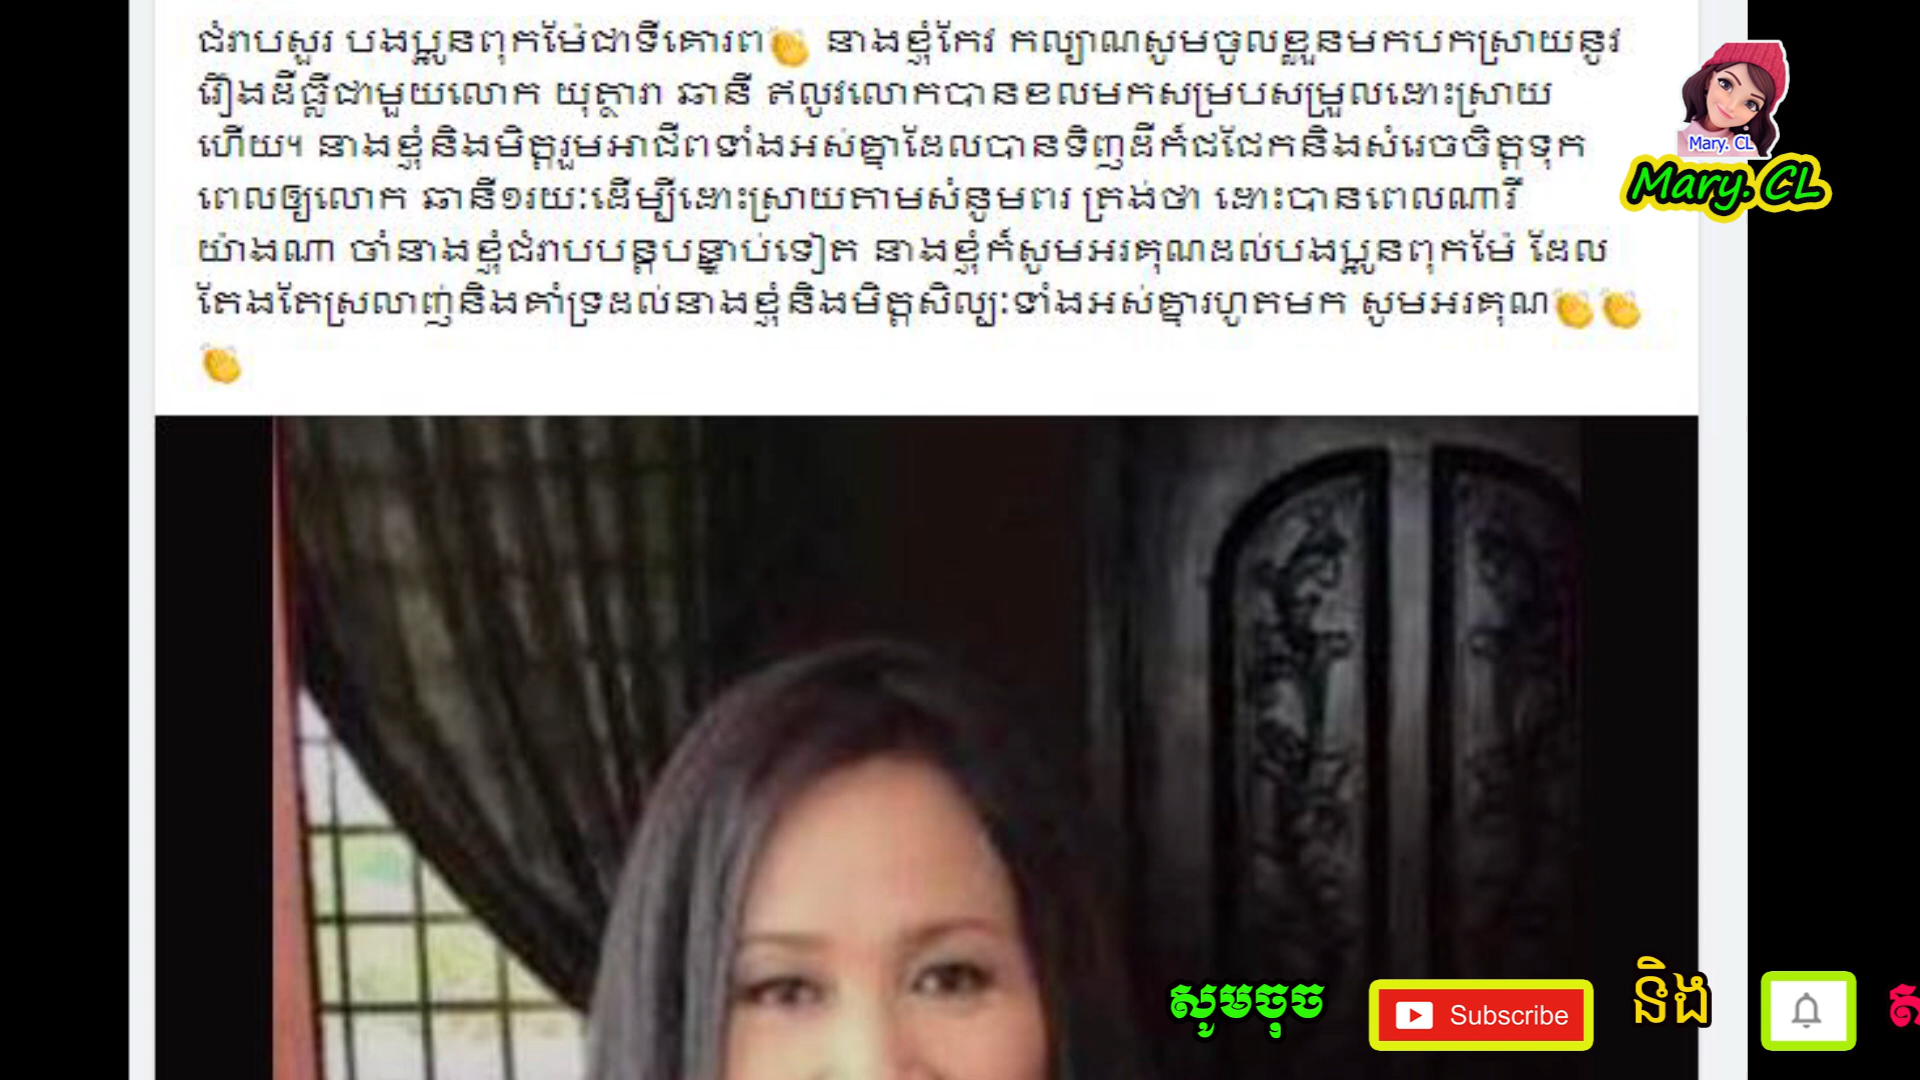 ជំរាបសួរ បងប្អូនពុកម៉ែជាទីគោរព👏 នាងខ្ញុំកែវ កល្យាណសូមចូលខ្លួនមកបកស្រាយនូវ
រឿងដីធ្លីជាមួយលោក យុត្ថារា ឆានី ឥលូវលោកបានខលមកសម្របសម្រួលដោះស្រាយ
ហើយ។ នាងខ្ញុំនិងមិត្តរួមអាជីពទាំងអស់គ្នាដែលបានទិញដីក៏ជជែកនិងសំរេចចិត្តទុក
ពេលឲ្យលោក ឆានី១រយៈដើម្បីដោះស្រាយតាមសំនូមពរ ត្រង់ថា ដោះបានពេលណារឺ
យ៉ាងណា ចាំនាងខ្ញុំជំរាបបន្តបន្ទាប់ទៀត នាងខ្ញុំក៏សូមអរគុណដល់បងប្អូនពុកម៉ែ ដែល
តែងតែស្រលាញ់និងគាំទ្រដល់នាងខ្ញុំនិងមិត្តសិល្បៈទាំងអស់គ្នារហូតមក សូមអរគុណ👏👏
👏
Mary. CL
Mary. CL
សូមចុច Subscribe និង